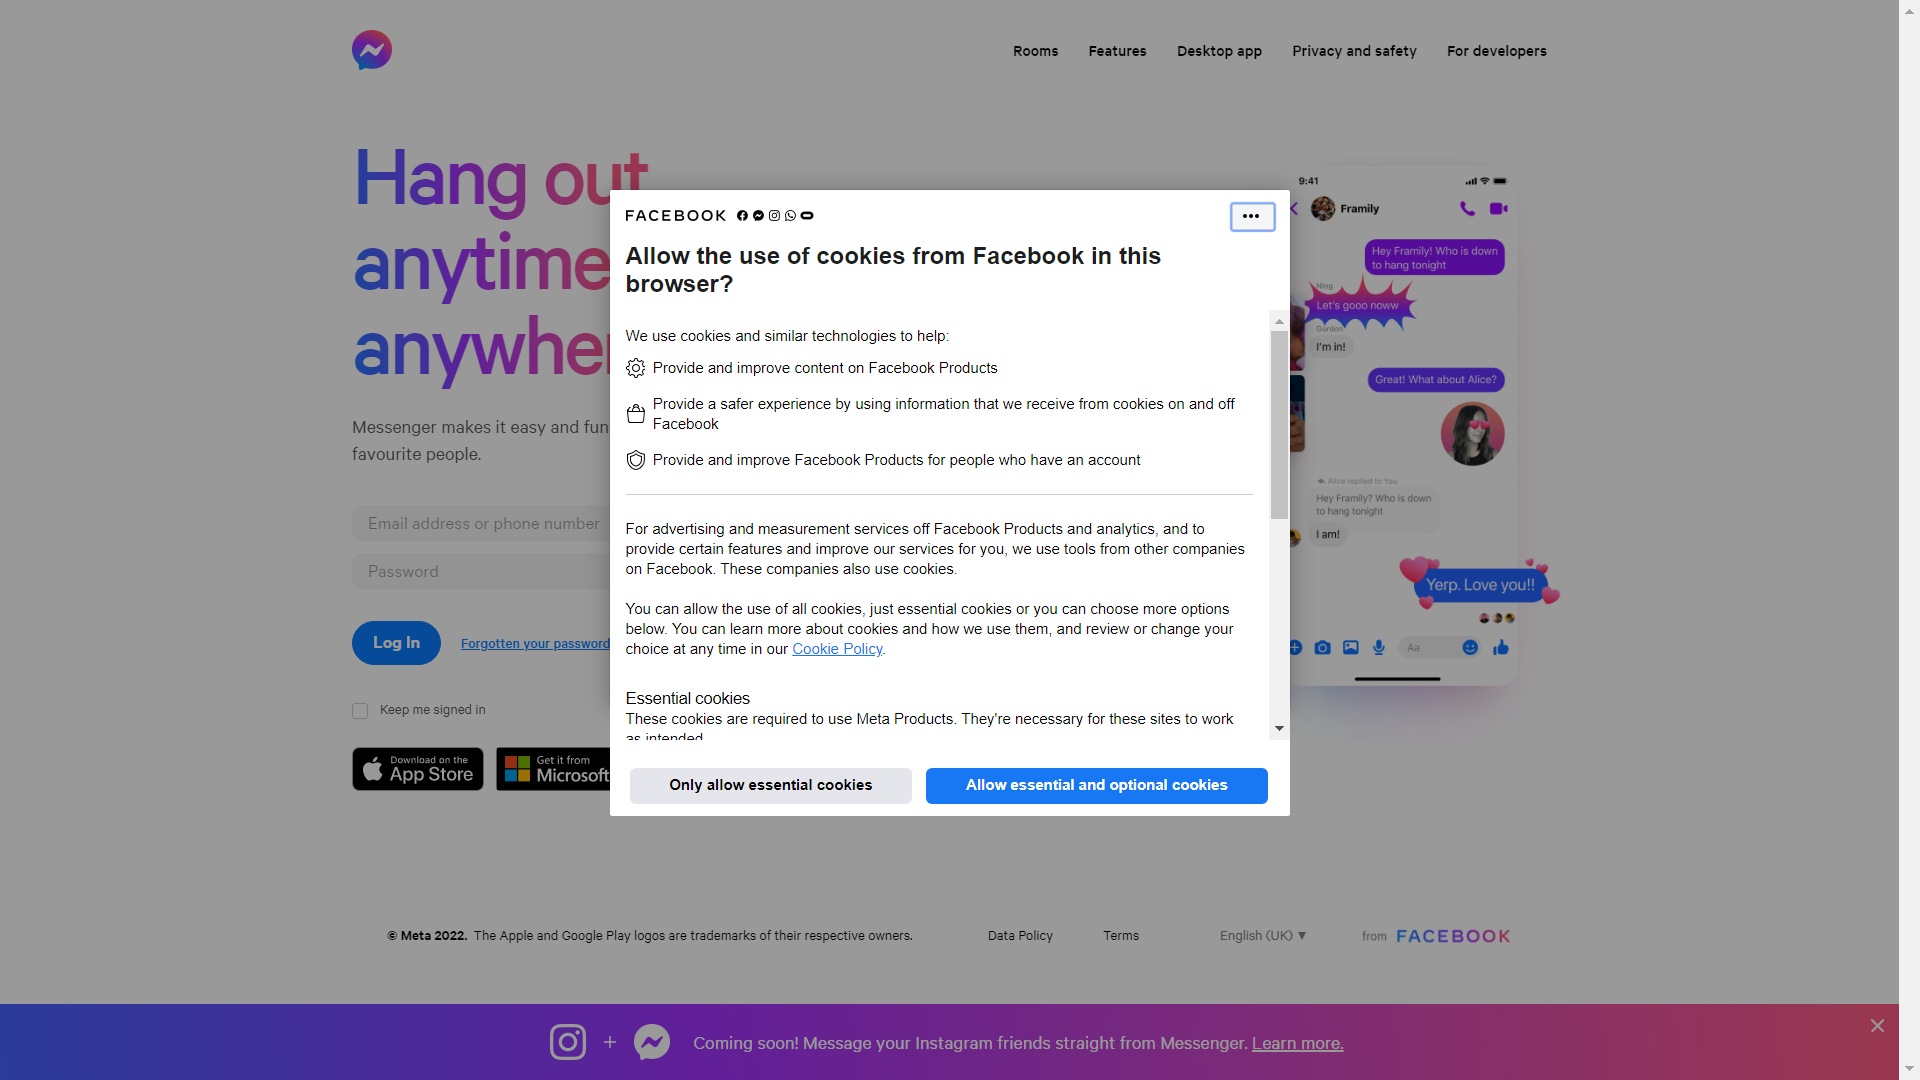 Rooms
Features
Desktop app
Privacy and safety
For developers
Hang out
anytime
anywher
Messenger makes it easy and fun
favourite people.
Email address or phone number
Password
Log In
Forgotten your password
Keep me signed in
Download on the
App Store
Get it from
Microsoft
FACEBOOK
•••
Allow the use of cookies from Facebook in this
browser?
We use cookies and similar technologies to help:
Provide and improve content on Facebook Products
Provide a safer experience by using information that we receive from cookies on and off
Facebook
Provide and improve Facebook Products for people who have an account
For advertising and measurement services off Facebook Products and analytics, and to
provide certain features and improve our services for you, we use tools from other companies
on Facebook. These companies also use cookies.
You can allow the use of all cookies, just essential cookies or you can choose more options
below. You can learn more about cookies and how we use them, and review or change your
choice at any time in our Cookie Policy.
Essential cookies
These cookies are required to use Meta Products. They're necessary for these sites to work
as intended.
Only allow essential cookies
Allow essential and optional cookies
9:41
Framily
Hey Framily! Who is down
to hang tonight
Ning
Let's gooo noww
Gordon
I'm in!
Great! What about Alice?
Alice replied to You
Hey Framily? Who is down
to hang tonight
I am!
Yerp. Love you!!
Aa
© Meta 2022. The Apple and Google Play logos are trademarks of their respective owners.
Data Policy
Terms
English (UK) ▼
from FACEBOOK
+
Coming soon! Message your Instagram friends straight from Messenger. Learn more.